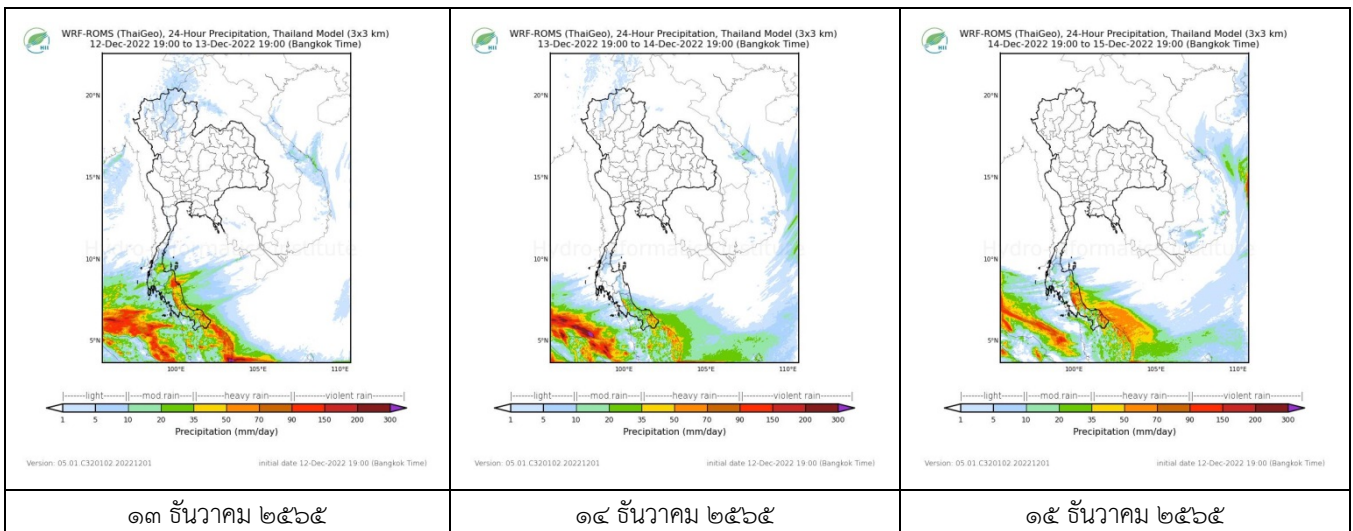 WRF-ROMS (ThaiGeo), 24-Hour Precipitation, Thailand Model (3x3 km)
12-Dec-2022 19:00 to 13-Dec-2022 19:00 (Bangkok Time)
HII
20°N
15°N
10°N
5°N
100°E 105°E 110°E
Hydro-Informatics Institute
|------light------||---mod rain-----||------heavy rain------||------violent rain------|
1 5 10 20 35 50 70 90 150 200 300
Precipitation (mm/day)
Version: 05.01.C320102.20221201 initial date 12-Dec-2022 19:00 (Bangkok Time)
๑๓ ธันวาคม ๒๕๖๕
WRF-ROMS (ThaiGeo), 24-Hour Precipitation, Thailand Model (3x3 km)
13-Dec-2022 19:00 to 14-Dec-2022 19:00 (Bangkok Time)
HII
20°N
15°N
10°N
5°N
100°E 105°E 110°E
Hydro-Informatics Institute
|------light------||---mod rain-----||------heavy rain------||------violent rain------|
1 5 10 20 35 50 70 90 150 200 300
Precipitation (mm/day)
Version: 05.01.C320102.20221201 initial date 12-Dec-2022 19:00 (Bangkok Time)
๑๔ ธันวาคม ๒๕๖๕
WRF-ROMS (ThaiGeo), 24-Hour Precipitation, Thailand Model (3x3 km)
14-Dec-2022 19:00 to 15-Dec-2022 19:00 (Bangkok Time)
HII
20°N
15°N
10°N
5°N
100°E 105°E 110°E
Hydro-Informatics Institute
|------light------||---mod rain-----||------heavy rain------||------violent rain------|
1 5 10 20 35 50 70 90 150 200 300
Precipitation (mm/day)
Version: 05.01.C320102.20221201 initial date 12-Dec-2022 19:00 (Bangkok Time)
๑๕ ธันวาคม ๒๕๖๕